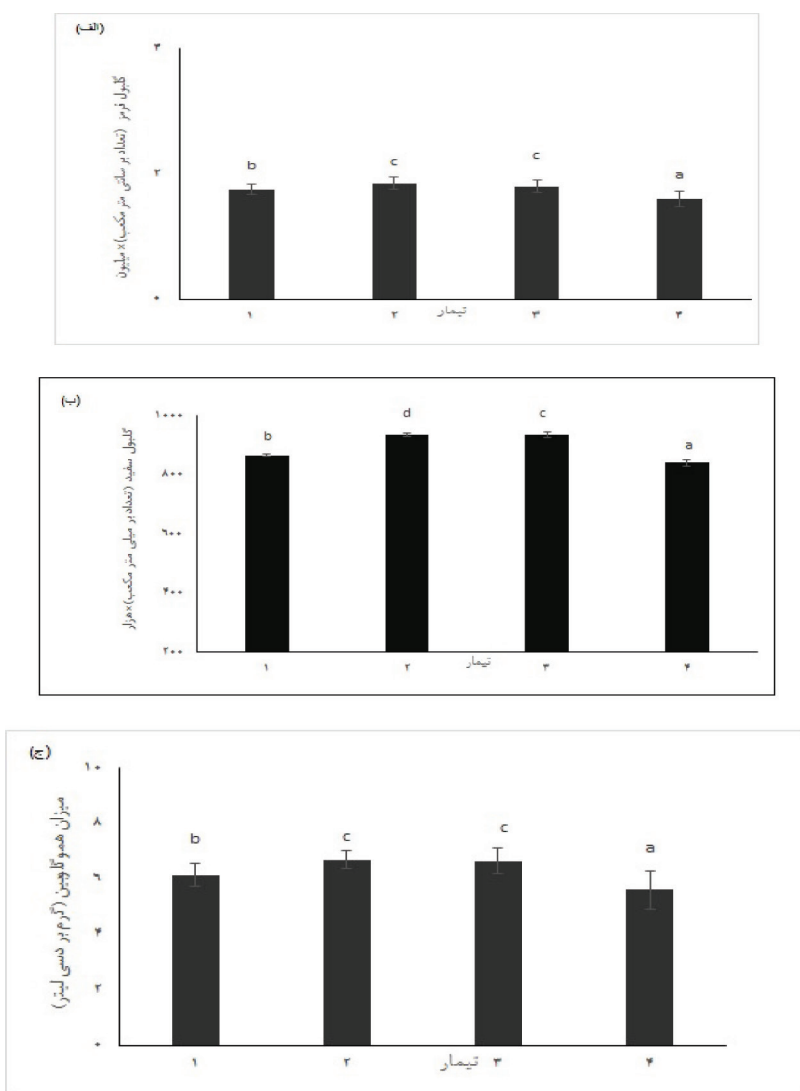 (الف)
گلبول قرمز (تعداد بر سانتی متر مکعب)×میلیون
۳
۲
۰
b
c
c
a
۱
۲
تیمار
۳
۴
(ب)
گلبول سفید (تعداد بر میلی متر مکعب)×هزار
۱۰۰۰
۸۰۰
۶۰۰
۴۰۰
۲۰۰
b
d
c
a
۱
۲
تیمار
۳
۴
(ج)
میزان هموگلوبین (گرم بر دسی لیتر)
۱۰
۸
۶
۴
۲
۰
b
c
c
a
۱
۲
تیمار
۳
۴